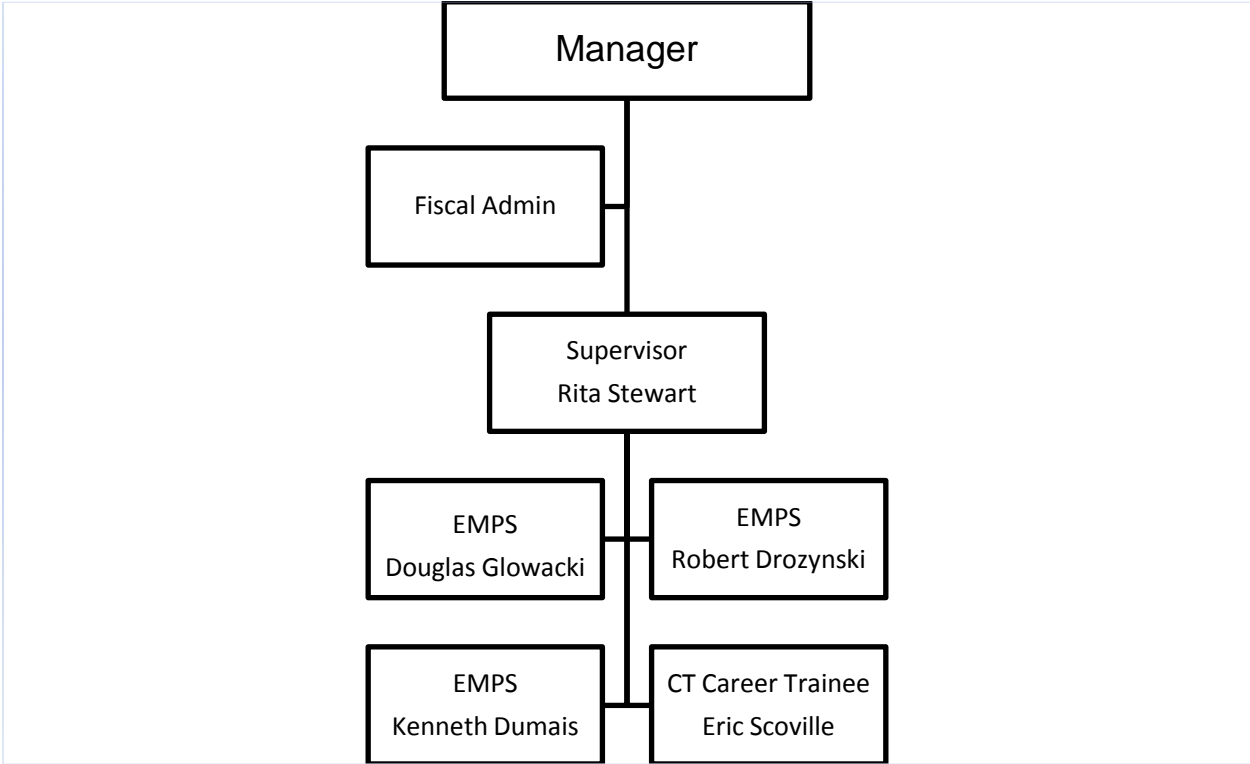 Manager
Fiscal Admin
Supervisor
Rita Stewart
EMPS
Douglas Glowacki
EMPS
Robert Drozynski
EMPS
Kenneth Dumais
CT Career Trainee
Eric Scoville